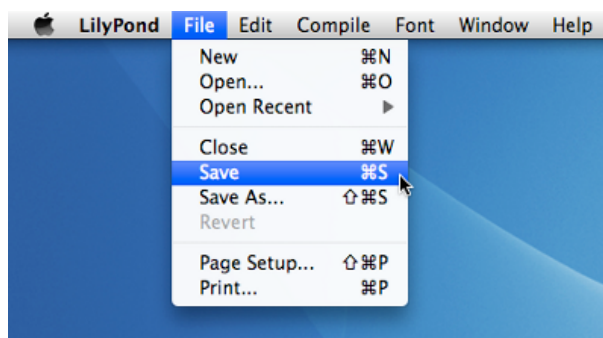 LilyPond File Edit Compile Font Window Help
New ⌘N
Open... ⌘O
Open Recent ▶
Close ⌘W
Save ⌘S
Save As... ⇧⌘S
Revert
Page Setup... ⇧⌘P
Print... ⌘P